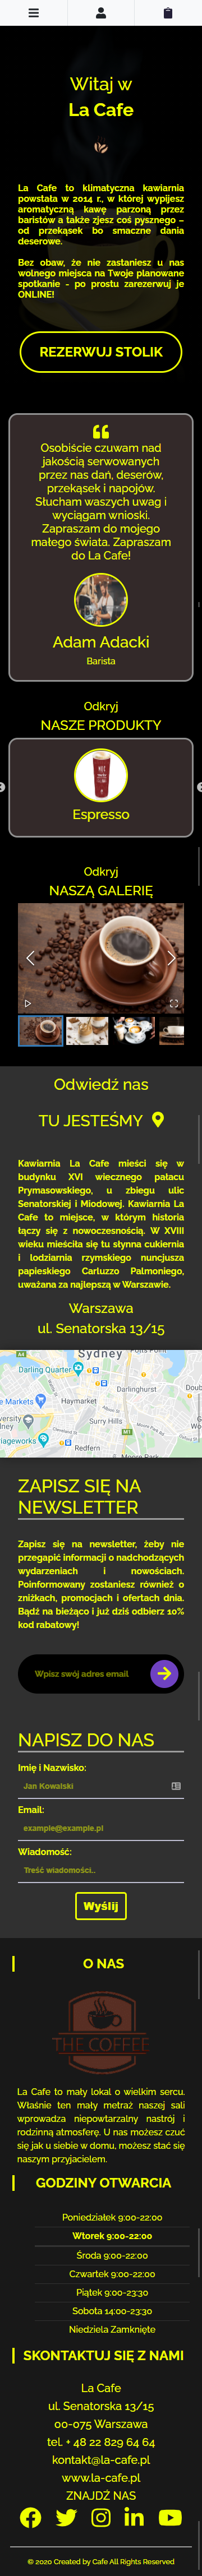 Witaj w
La Cafe
La Cafe to klimatyczna kawiarnia
powstała w 2014 r., w której wypijesz
aromatyczną kawę parzoną przez
baristów a także zjesz coś pysznego –
od przekąsek bo smaczne dania
deserowe.
Bez obaw, że nie zastaniesz u nas
wolnego miejsca na Twoje planowane
spotkanie - po prostu zarezerwuj je
ONLINE!
REZERWUJ STOLIK
Osobiście czuwam nad
jakością serwowanych
przez nas dań, deserów,
przekąsek i napojów.
Słucham waszych uwag i
wyciągam wnioski.
Zapraszam do mojego
małego świata. Zapraszam
do La Cafe!
Adam Adacki
Barista
Odkryj
NASZE PRODUKTY
Espresso
Odkryj
NASZĄ GALERIĘ
Odwiedź nas
TU JESTEŚMY
Kawiarnia La Cafe mieści się w
budynku XVI wiecznego pałacu
Prymasowskiego, u zbiegu ulic
Senatorskiej i Miodowej. Kawiarnia La
Cafe to miejsce, w którym historia
łączy się z nowoczesnością. W XVIII
wieku mieściła się tu słynna cukiernia
i lodziarnia rzymskiego nuncjusza
papieskiego Carluzzo Palmoniego,
uważana za najlepszą w Warszawie.
Warszawa
ul. Senatorska 13/15
Sydney
Potts Point
A4
Darling Quarter
Markets
Darlinghurst
Haymarket
Doub
Bay
versity
dney
Surry Hills
W
M1
iageworks
Redfern
Moore Park
ZAPISZ SIĘ NA
NEWSLETTER
Zapisz się na newsletter, żeby nie
przegapić informacji o nadchodzących
wydarzeniach i nowościach.
Poinformowany zostaniesz również o
zniżkach, promocjach i ofertach dnia.
Bądź na bieżąco i już dziś odbierz 10%
kod rabatowy!
Wpisz swój adres email
NAPISZ DO NAS
Imię i Nazwisko:
Jan Kowalski
Email:
example@example.pl
Wiadomość:
Treść wiadomości..
Wyślij
O NAS
THE COFFEE
La Cafe to mały lokal o wielkim sercu.
Właśnie ten mały metraż naszej sali
wprowadza niepowtarzalny nastrój i
rodzinną atmosferę. U nas możesz czuć
się jak u siebie w domu, możesz stać się
naszym przyjacielem.
GODZINY OTWARCIA
Poniedziałek 9:00-22:00
Wtorek 9:00-22:00
Środa 9:00-22:00
Czwartek 9:00-22:00
Piątek 9:00-23:30
Sobota 14:00-23:30
Niedziela Zamknięte
SKONTAKTUJ SIĘ Z NAMI
La Cafe
ul. Senatorska 13/15
00-075 Warszawa
tel. + 48 22 829 64 64
kontakt@la-cafe.pl
www.la-cafe.pl
ZNAJDŹ NAS
© 2020 Created by Cafe All Rights Reserved